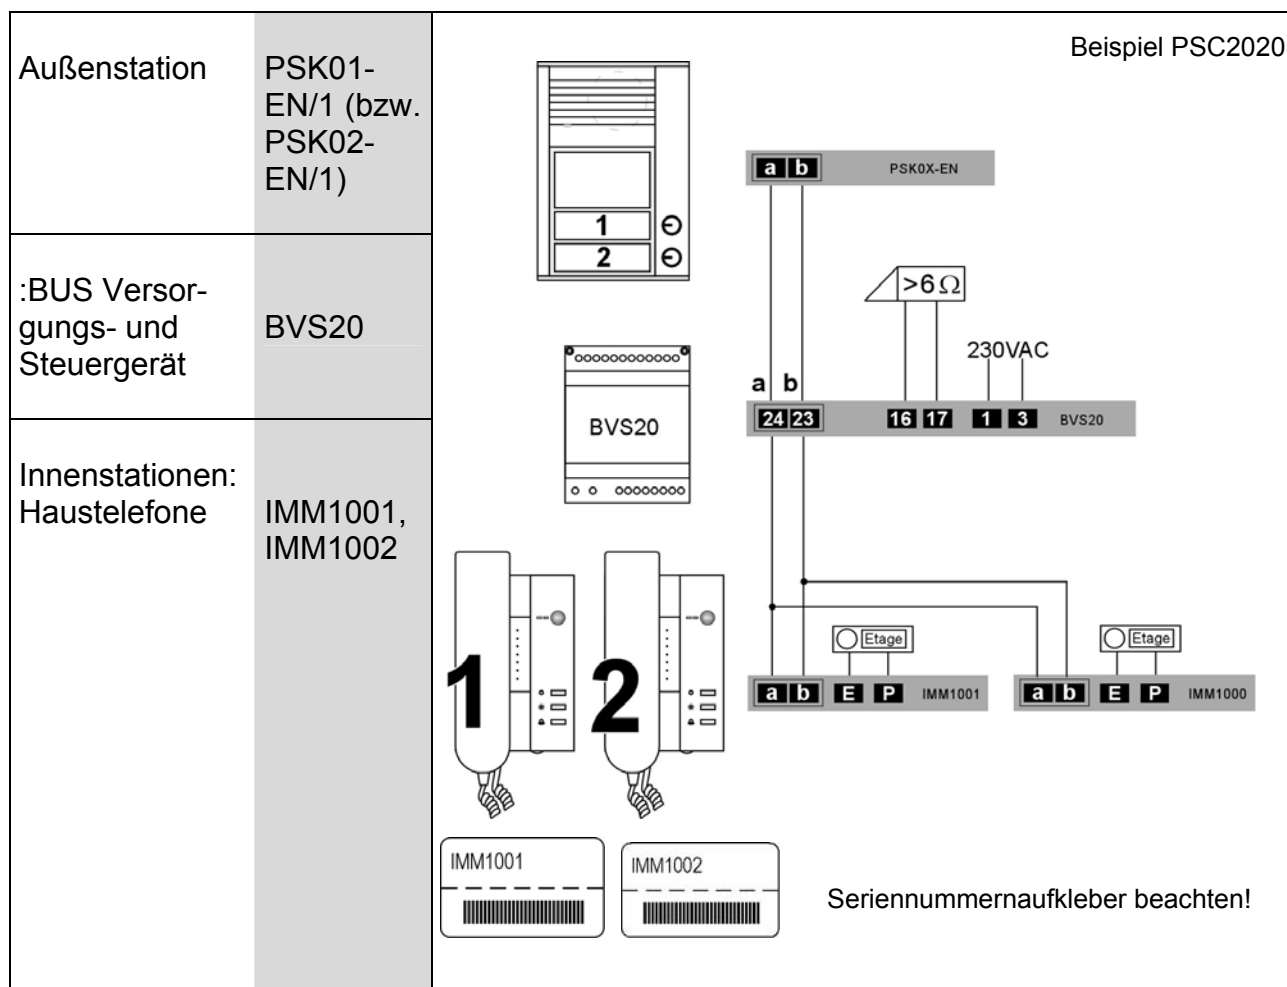 Beispiel PSC2020
Außenstation
PSK01-
EN/1 (bzw.
PSK02-
EN/1)
1
2
a b PSK0X-EN
:BUS Versor-
gungs- und
Steuergerät
BVS20
BVS20
>6 Ω
230VAC
a b
24 23 16 17 1 3 BVS20
Innenstationen:
Haustelefone
IMM1001,
IMM1002
1
2
Etage
Etage
a b E P IMM1001
a b E P IMM1000
IMM1001
IMM1002
Seriennummernaufkleber beachten!